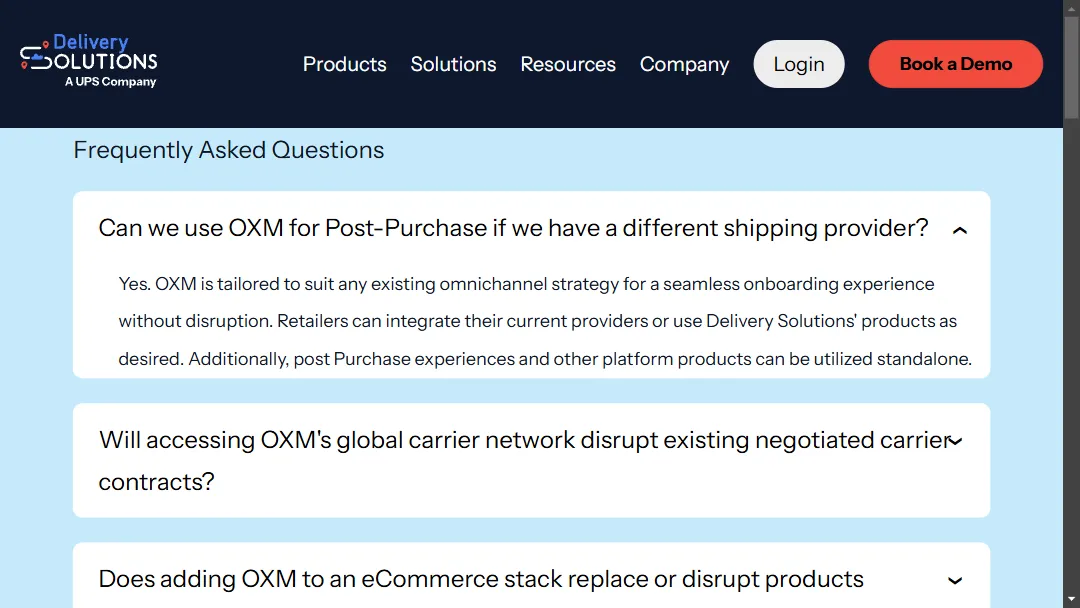 Delivery
SOLUTIONS
A UPS Company
Products Solutions Resources Company Login Book a Demo
Frequently Asked Questions
Can we use OXM for Post-Purchase if we have a different shipping provider?
Yes. OXM is tailored to suit any existing omnichannel strategy for a seamless onboarding experience
without disruption. Retailers can integrate their current providers or use Delivery Solutions' products as
desired. Additionally, post Purchase experiences and other platform products can be utilized standalone.
Will accessing OXM's global carrier network disrupt existing negotiated carrier
contracts?
Does adding OXM to an eCommerce stack replace or disrupt products